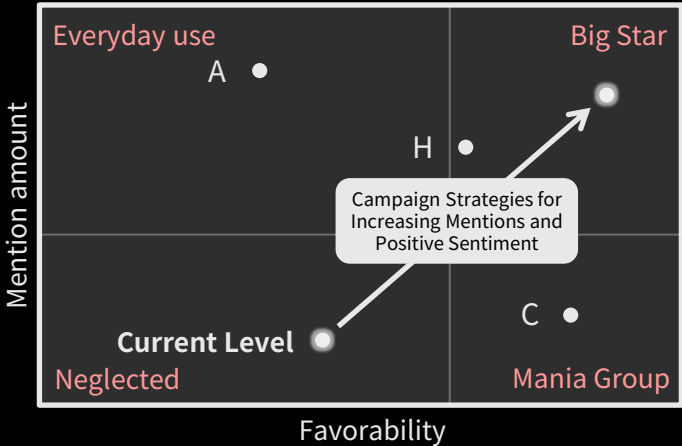 Everyday use
Big Star
A
H
Mention amount
Campaign Strategies for
Increasing Mentions and
Positive Sentiment
C
Current Level
Neglected
Mania Group
Favorability